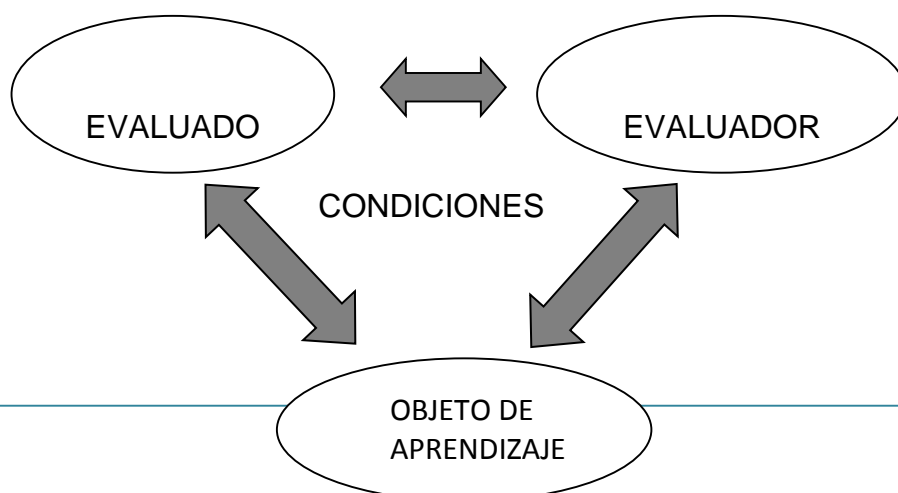 EVALUADO
EVALUADOR
CONDICIONES
OBJETO DE
APRENDIZAJE